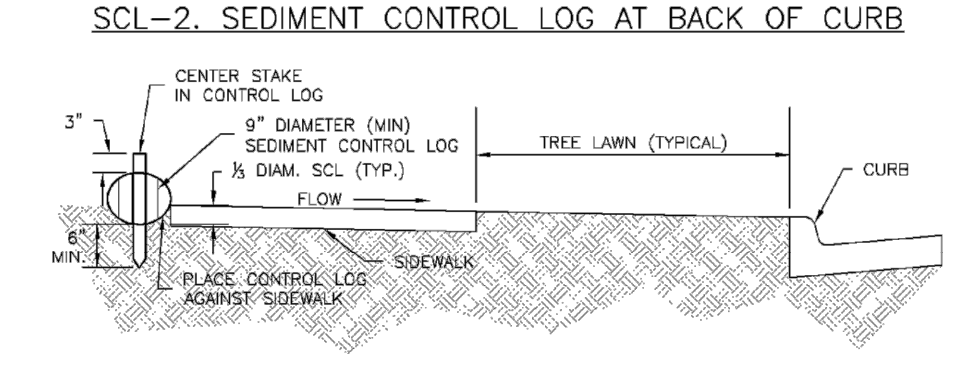 SCL-2. SEDIMENT CONTROL LOG AT BACK OF CURB
CENTER STAKE
IN CONTROL LOG
3"
9" DIAMETER (MIN)
SEDIMENT CONTROL LOG
⅓ DIAM. SCL (TYP.)
FLOW
TREE LAWN (TYPICAL)
CURB
6"
MIN.
SIDEWALK
PLACE CONTROL LOG
AGAINST SIDEWALK